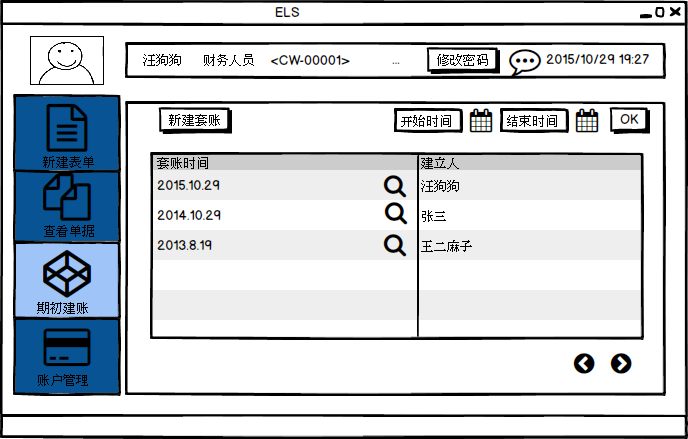 ELS
汪狗狗 财务人员 <CW-00001> ... 修改密码 2015/10/29 19:27
新建表单
查看单据
期初建账
账户管理
新建套账 开始时间 结束时间 OK
套账时间 建立人
2015.10.29 汪狗狗
2014.10.29 张三
2013.8.19 王二麻子